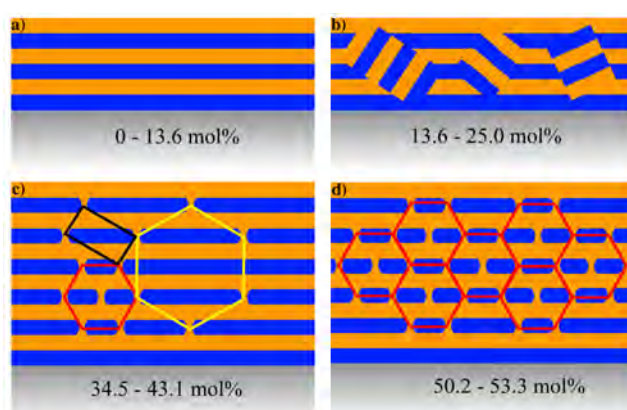 a)
b)
0 - 13.6 mol%
13.6 - 25.0 mol%
c)
d)
34.5 - 43.1 mol%
50.2 - 53.3 mol%